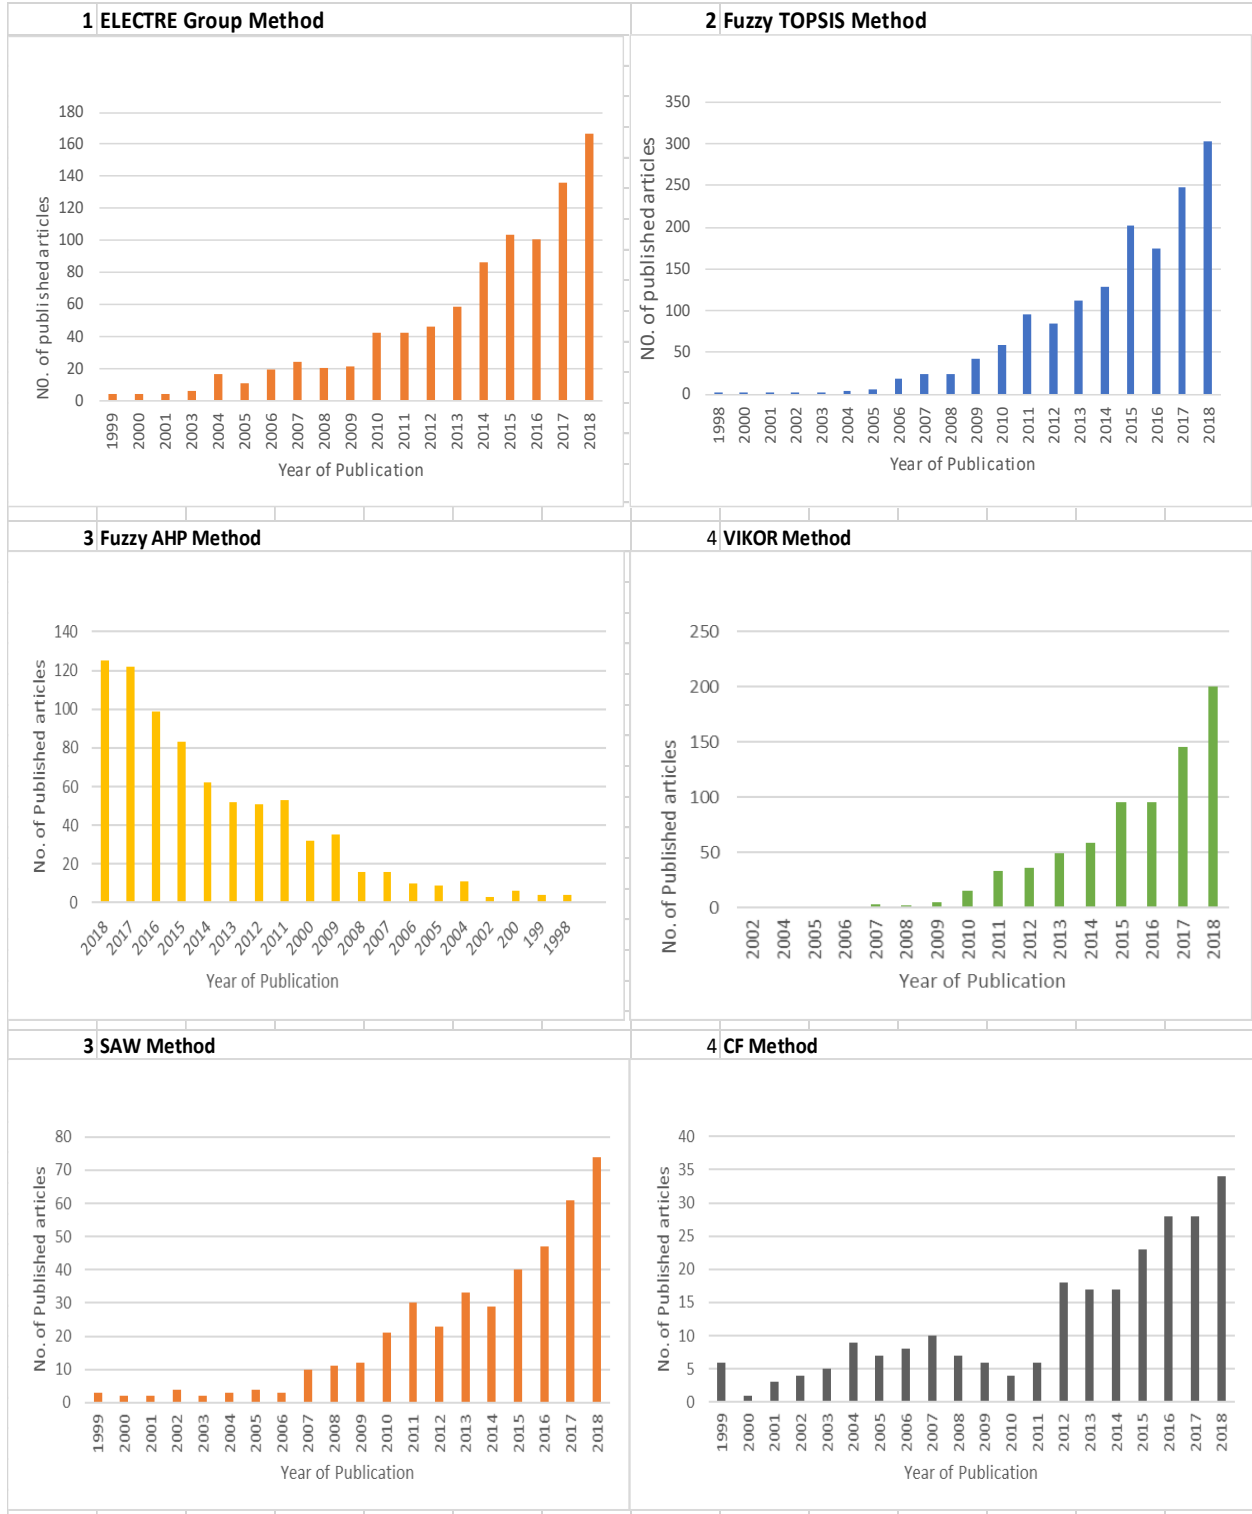 1 ELECTRE Group Method
180
160
140
120
100
80
60
40
20
0
N0. of published articles
1999 2000 2001 2003 2004 2005 2006 2007 2008 2009 2010 2011 2012 2013 2014 2015 2016 2017 2018
Year of Publication
2 Fuzzy TOPSIS Method
350
300
250
200
150
100
50
0
N0. of published articles
1998 2000 2001 2002 2003 2004 2005 2006 2007 2008 2009 2010 2011 2012 2013 2014 2015 2016 2017 2018
Year of Publication
3 Fuzzy AHP Method
140
120
100
80
60
40
20
0
No. of Published articles
2018 2017 2016 2015 2014 2013 2012 2011 2000 2009 2008 2007 2006 2005 2004 2002 200 199 1998
Year of Publication
4 VIKOR Method
250
200
150
100
50
0
No. of Published articles
2002 2004 2005 2006 2007 2008 2009 2010 2011 2012 2013 2014 2015 2016 2017 2018
Year of Publication
3 SAW Method
80
70
60
50
40
30
20
10
0
No. of Published articles
1999 2000 2001 2002 2003 2004 2005 2006 2007 2008 2009 2010 2011 2012 2013 2014 2015 2016 2017 2018
Year of Publication
4 CF Method
40
35
30
25
20
15
10
5
0
No. of Published articles
1999 2000 2001 2002 2003 2004 2005 2006 2007 2008 2009 2010 2011 2012 2013 2014 2015 2016 2017 2018
Year of Publication